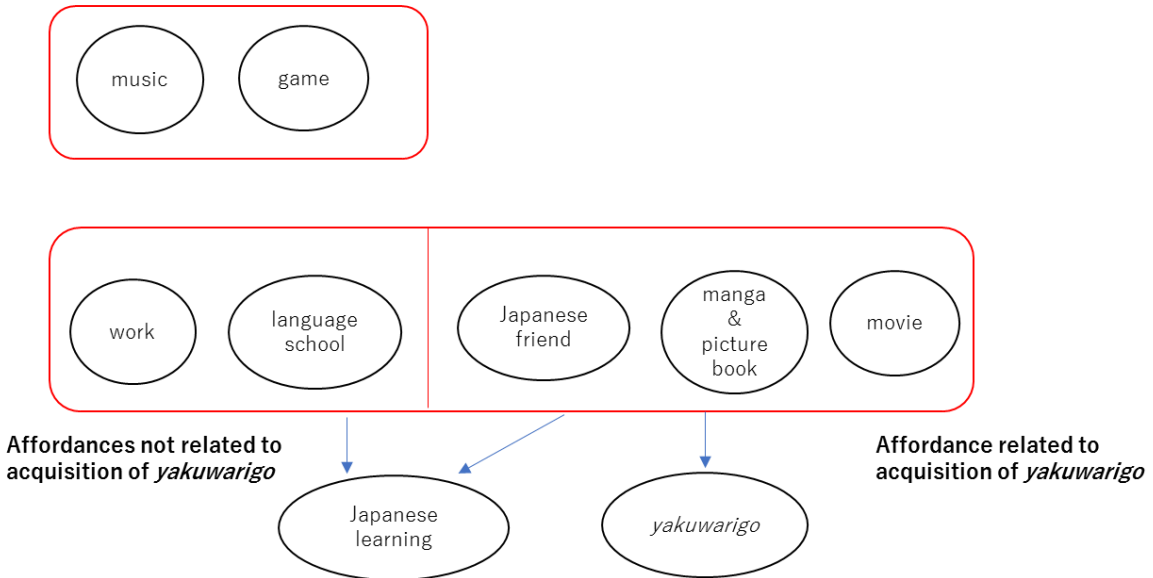 music
game
work
language
school
Japanese
friend
manga
&
picture
book
movie
Affordances not related to
acquisition of yakuwarigo
Affordance related to
acquisition of yakuwarigo
Japanese
learning
yakuwarigo